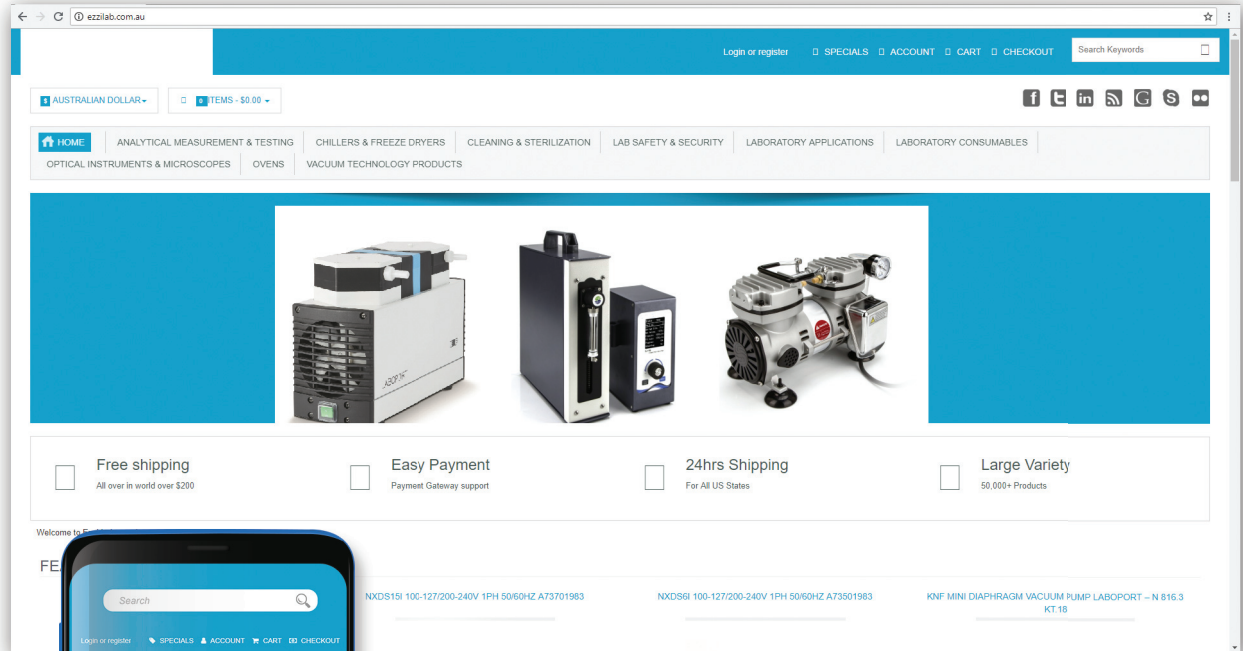 ezzilab.com.au
Login or register SPECIALS ACCOUNT CART CHECKOUT Search Keywords
$ AUSTRALIAN DOLLAR 0 ITEMS - $0.00
HOME ANALYTICAL MEASUREMENT & TESTING CHILLERS & FREEZE DRYERS CLEANING & STERILIZATION LAB SAFETY & SECURITY LABORATORY APPLICATIONS LABORATORY CONSUMABLES
OPTICAL INSTRUMENTS & MICROSCOPES OVENS VACUUM TECHNOLOGY PRODUCTS
Free shipping Easy Payment 24hrs Shipping Large Variety
All over in world over $200 Payment Gateway support For All US States 50,000+ Products
Welcome to
NXDS15I 100-127/200-240V 1PH 50/60HZ A73701983 NXDS6I 100-127/200-240V 1PH 50/60HZ A73501983 KNF MINI DIAPHRAGM VACUUM PUMP LABOPORT – N 816.3
KT.18
Search
Login or register SPECIALS ACCOUNT CART CHECKOUT